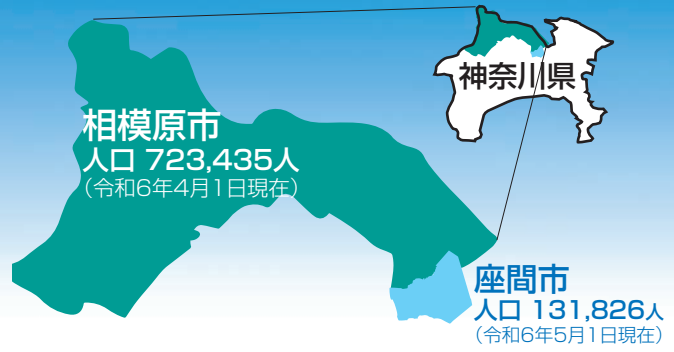 神奈川県
相模原市
人口 723,435人
（令和6年4月1日現在）
座間市
人口 131,826人
（令和6年5月1日現在）